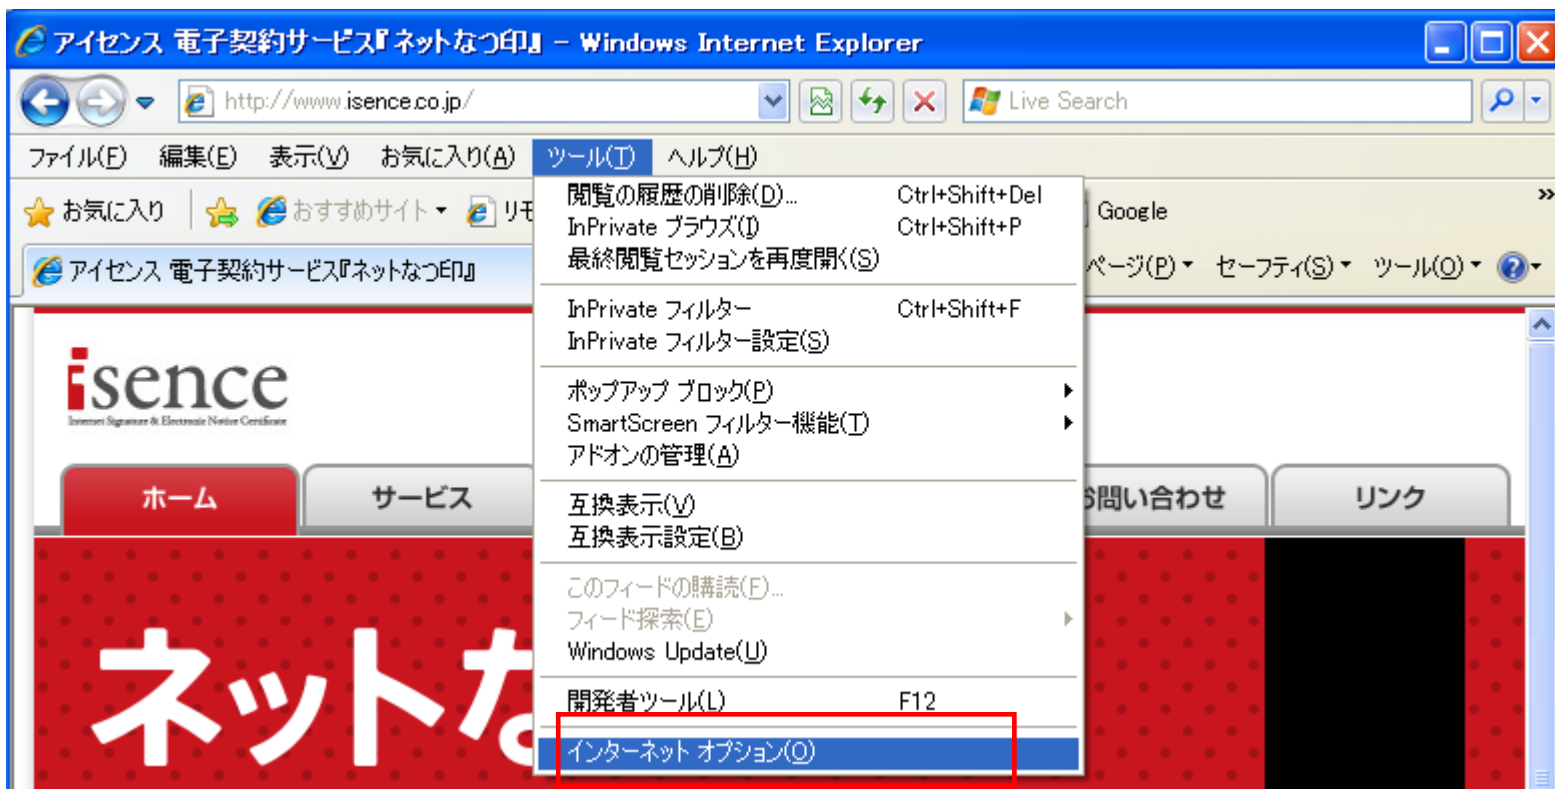 アイセンス 電子契約サービス『ネットなつ印』 - Windows Internet Explorer
http://www.isence.co.jp/
Live Search
ファイル(F) 編集(E) 表示(V) お気に入り(A) ツール(T) ヘルプ(H)
お気に入り おすすめサイト リモ
Google
»
アイセンス 電子契約サービス『ネットなつ印』
ページ(P) セーフティ(S) ツール(O)
閲覧の履歴の削除(D)... Ctrl+Shift+Del
InPrivate ブラウズ(I) Ctrl+Shift+P
最終閲覧セッションを再度開く(S)
InPrivate フィルター Ctrl+Shift+F
InPrivate フィルター設定(S)
ポップアップ ブロック(P)
SmartScreen フィルター機能(T)
アドオンの管理(A)
互換表示(V)
互換表示設定(B)
このフィードの購読(F)...
フィード探索(E)
Windows Update(U)
開発者ツール(L) F12
インターネット オプション(O)
isence
Internet Signature & Electronic Notice Certificate
ホーム サービス お問い合わせ リンク
ネットな